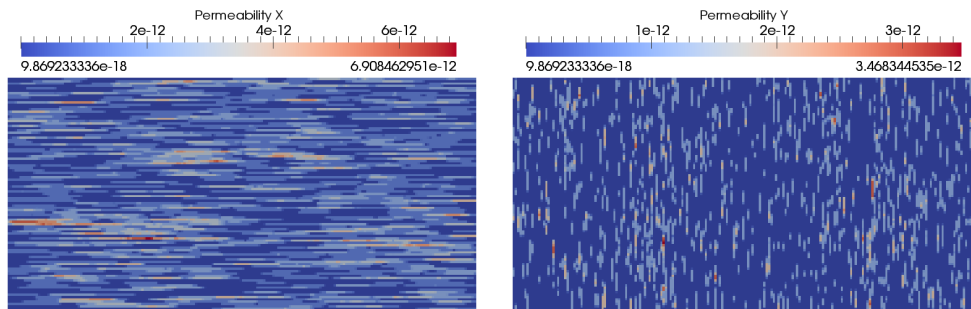 Permeability X
2e-12 4e-12 6e-12
9.869233336e-18 6.908462951e-12
Permeability Y
1e-12 2e-12 3e-12
9.869233336e-18 3.468344535e-12